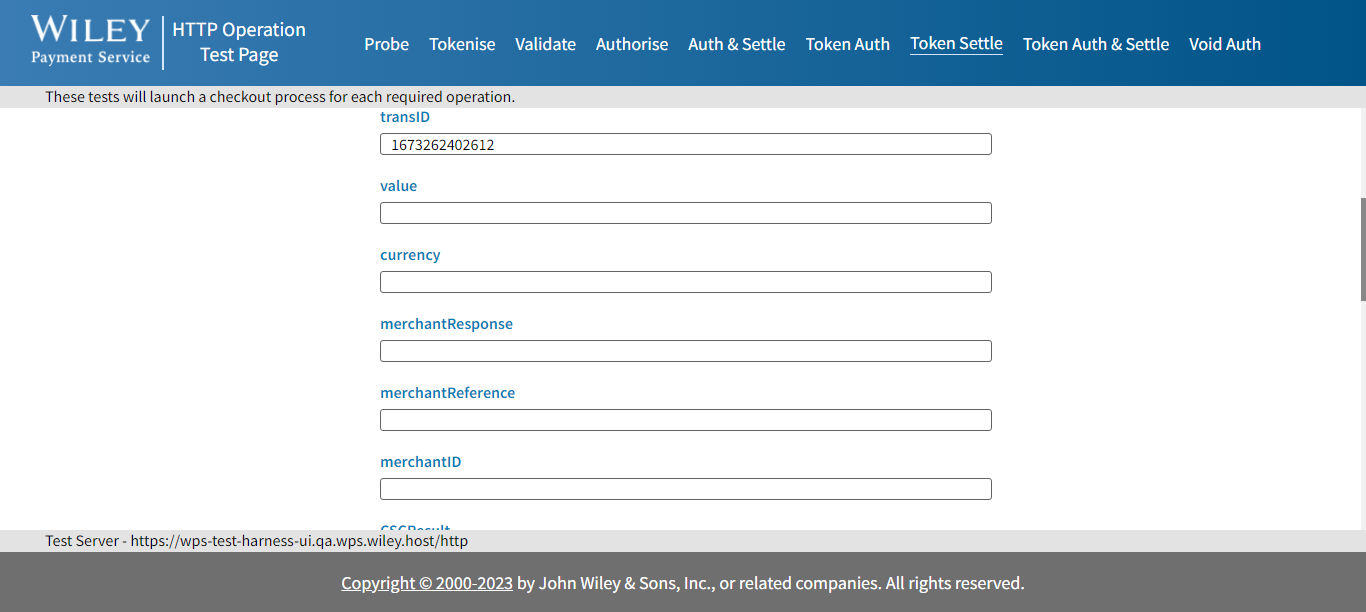 WILEY
Payment Service
HTTP Operation
Test Page
Probe Tokenise Validate Authorise Auth & Settle Token Auth Token Settle Token Auth & Settle Void Auth
These tests will launch a checkout process for each required operation.
transID
1673262402612
value
currency
merchantResponse
merchantReference
merchantID
CSCResult
Test Server - https://wps-test-harness-ui.qa.wps.wiley.host/http
Copyright © 2000-2023 by John Wiley & Sons, Inc., or related companies. All rights reserved.